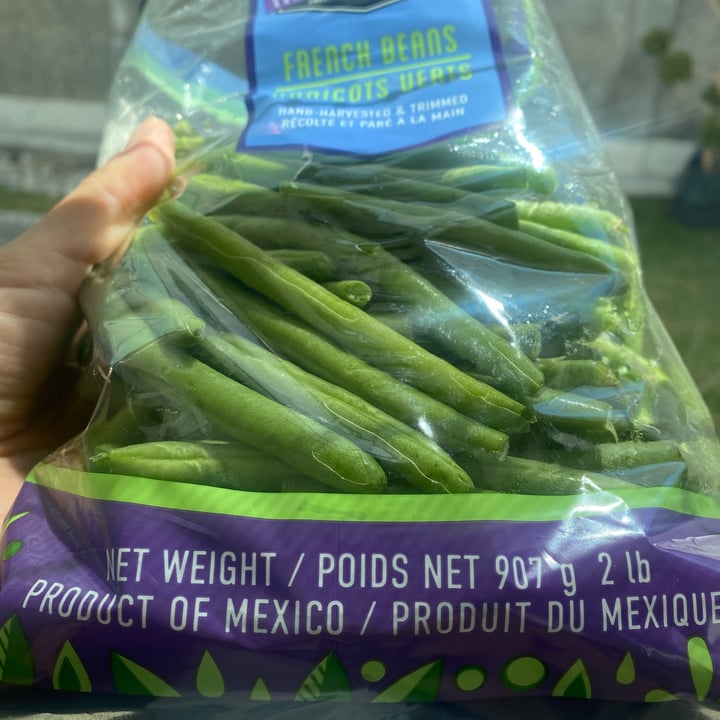 FRENCH BEANS
HARICOTS VERTS
HAND-HARVESTED & TRIMMED
RÉCOLTÉ ET PARÉ À LA MAIN
NET WEIGHT / POIDS NET 907 g 2 lb
PRODUCT OF MEXICO / PRODUIT DU MEXIQUE